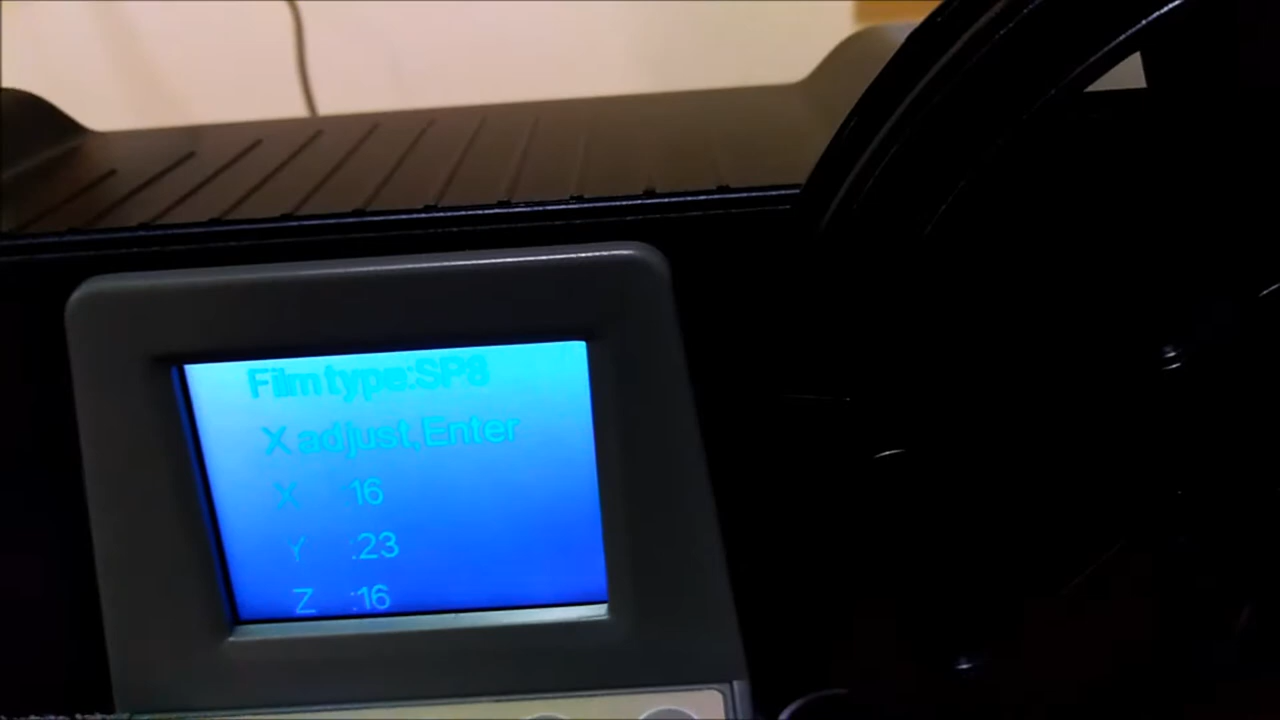 Film type:SP8
X adjust,Enter
X :16
Y :23
Z :16